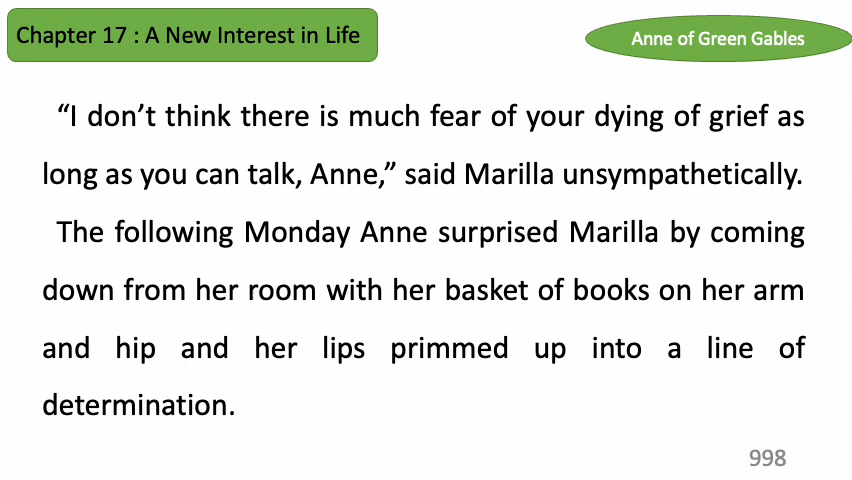 Chapter 17 : A New Interest in Life
Anne of Green Gables
“I don’t think there is much fear of your dying of grief as
long as you can talk, Anne,” said Marilla unsympathetically.
The following Monday Anne surprised Marilla by coming
down from her room with her basket of books on her arm
and hip and her lips primmed up into a line of
determination.
998